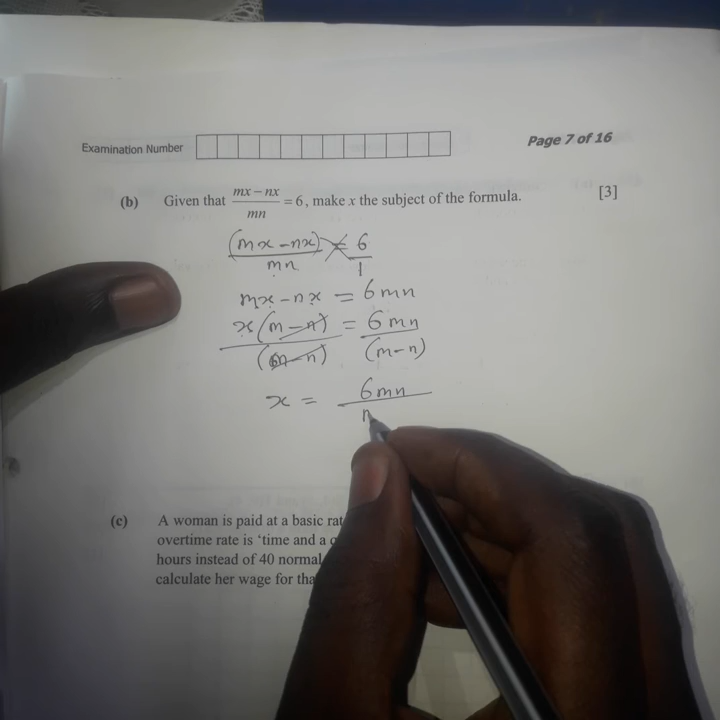 Examination Number
Page 7 of 16
(b) Given that (mx – nx)/mn = 6, make x the subject of the formula. [3]
(mx – nx)/mn = 6/1
mx – nx = 6mn
x(m – n)/(m – n) = 6mn/(m – n)
x = 6mn/
(c) A woman is paid at a basic
overtime rate is ‘time and a
hours instead of 40 normal
calculate her wage for